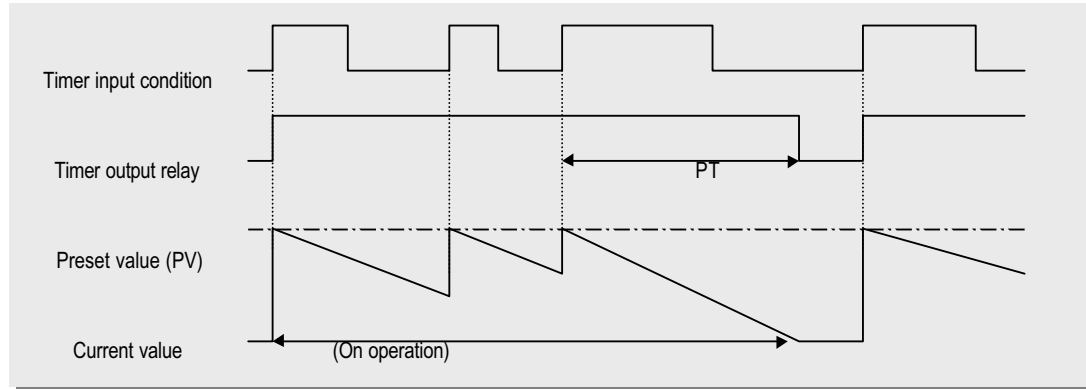 Timer input condition
Timer output relay
PT
Preset value (PV)
Current value
(On operation)